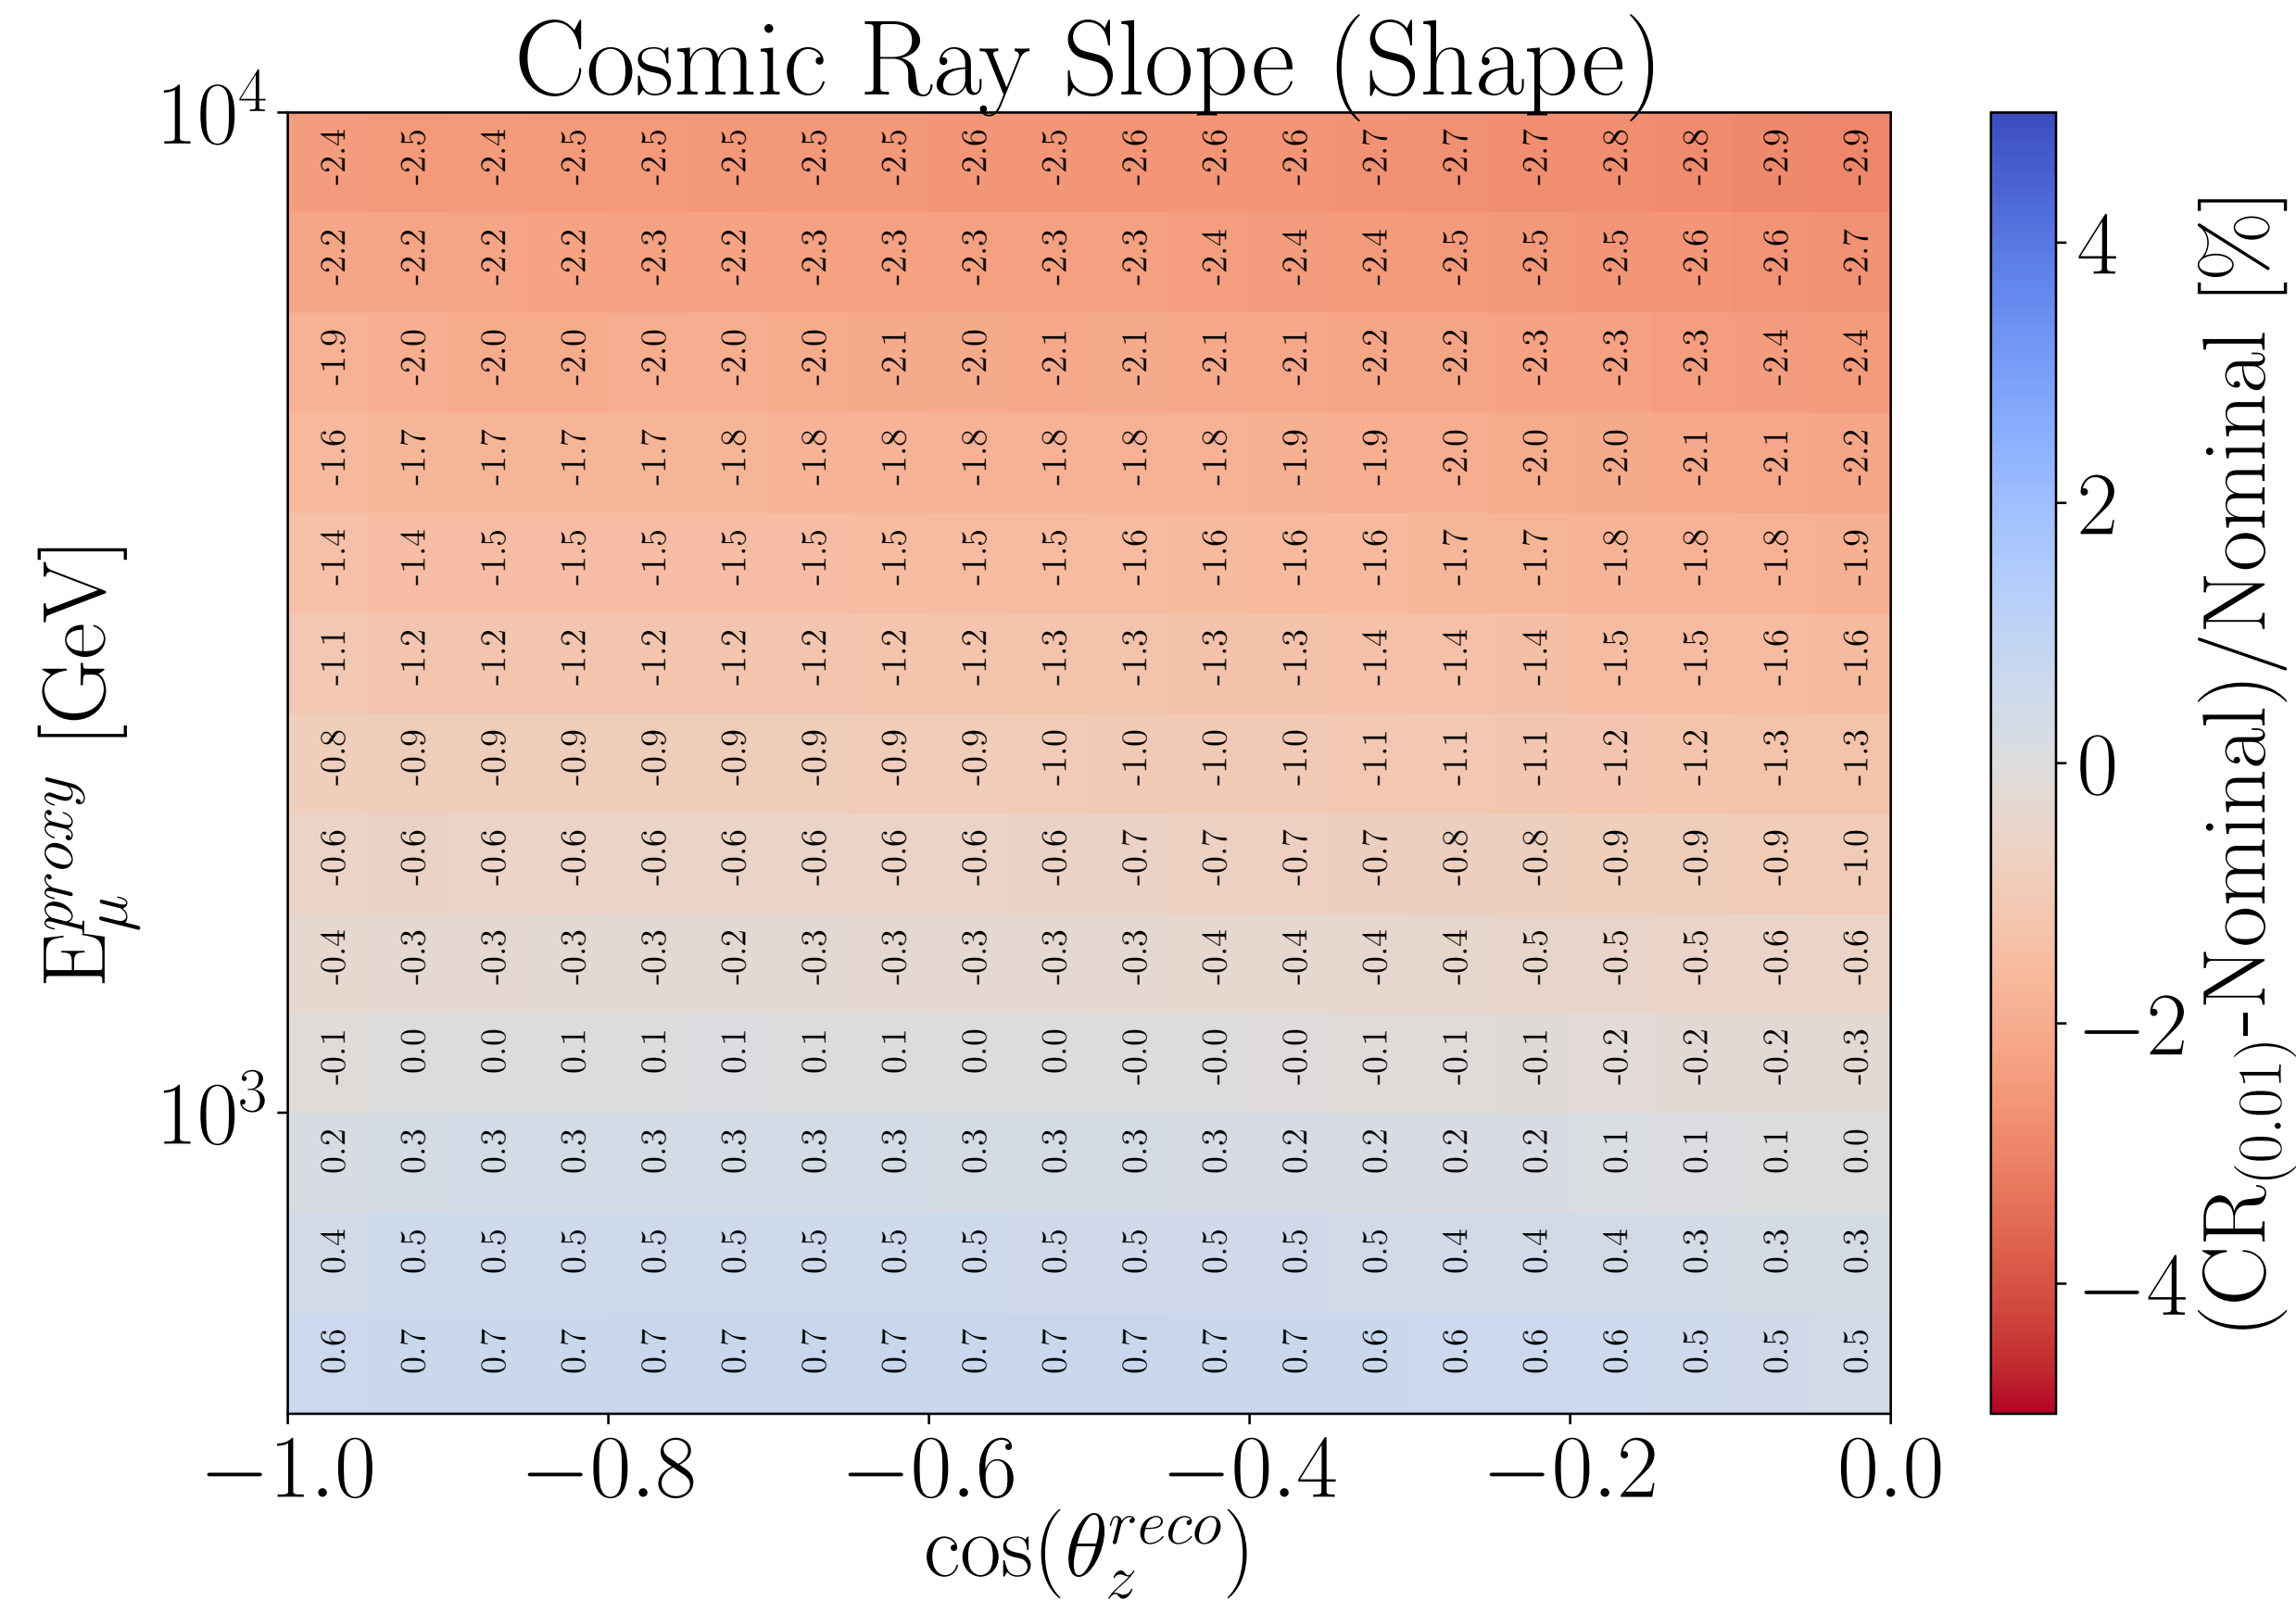 Cosmic Ray Slope (Shape)
E_μ^{proxy} [GeV]
10^4
-2.4 -2.5 -2.4 -2.5 -2.5 -2.5 -2.5 -2.5 -2.6 -2.5 -2.6 -2.6 -2.6 -2.7 -2.7 -2.7 -2.8 -2.8 -2.9 -2.9
-2.2 -2.2 -2.2 -2.2 -2.3 -2.2 -2.3 -2.3 -2.3 -2.3 -2.3 -2.4 -2.4 -2.4 -2.5 -2.5 -2.5 -2.6 -2.6 -2.7
-1.9 -2.0 -2.0 -2.0 -2.0 -2.0 -2.0 -2.1 -2.0 -2.1 -2.1 -2.1 -2.1 -2.2 -2.2 -2.3 -2.3 -2.3 -2.4 -2.4
-1.6 -1.7 -1.7 -1.7 -1.7 -1.8 -1.8 -1.8 -1.8 -1.8 -1.8 -1.8 -1.9 -1.9 -2.0 -2.0 -2.0 -2.1 -2.1 -2.2
-1.4 -1.4 -1.5 -1.5 -1.5 -1.5 -1.5 -1.5 -1.5 -1.5 -1.6 -1.6 -1.6 -1.6 -1.7 -1.7 -1.8 -1.8 -1.8 -1.9
-1.1 -1.2 -1.2 -1.2 -1.2 -1.2 -1.2 -1.2 -1.2 -1.3 -1.3 -1.3 -1.3 -1.4 -1.4 -1.4 -1.5 -1.5 -1.6 -1.6
-0.8 -0.9 -0.9 -0.9 -0.9 -0.9 -0.9 -0.9 -0.9 -1.0 -1.0 -1.0 -1.0 -1.1 -1.1 -1.1 -1.2 -1.2 -1.3 -1.3
-0.6 -0.6 -0.6 -0.6 -0.6 -0.6 -0.6 -0.6 -0.6 -0.6 -0.7 -0.7 -0.7 -0.7 -0.8 -0.8 -0.9 -0.9 -0.9 -1.0
-0.4 -0.3 -0.3 -0.3 -0.3 -0.2 -0.3 -0.3 -0.3 -0.3 -0.3 -0.4 -0.4 -0.4 -0.4 -0.5 -0.5 -0.5 -0.6 -0.6
-0.1 0.0 0.0 0.1 0.1 0.1 0.1 0.1 0.0 0.0 -0.0 -0.0 -0.0 -0.1 -0.1 -0.1 -0.2 -0.2 -0.2 -0.3
10^3
0.2 0.3 0.3 0.3 0.3 0.3 0.3 0.3 0.3 0.3 0.3 0.3 0.2 0.2 0.2 0.2 0.1 0.1 0.1 0.0
0.4 0.5 0.5 0.5 0.5 0.5 0.5 0.5 0.5 0.5 0.5 0.5 0.5 0.5 0.4 0.4 0.4 0.3 0.3 0.3
0.6 0.7 0.7 0.7 0.7 0.7 0.7 0.7 0.7 0.7 0.7 0.7 0.7 0.6 0.6 0.6 0.6 0.5 0.5 0.5
−1.0 −0.8 −0.6 −0.4 −0.2 0.0
cos(θ_z^{reco})
4
2
0
−2
−4
(CR_{(0.01)}-Nominal)/Nominal [%]